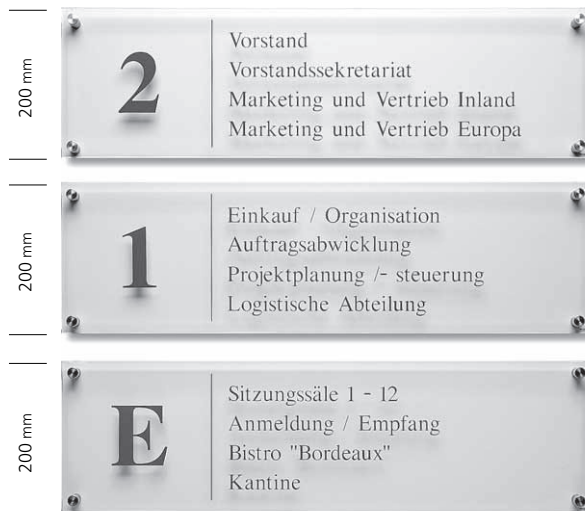 200 mm
2
Vorstand
Vorstandssekretariat
Marketing und Vertrieb Inland
Marketing und Vertrieb Europa
200 mm
1
Einkauf / Organisation
Auftragsabwicklung
Projektplanung /- steuerung
Logistische Abteilung
200 mm
E
Sitzungssäle 1 - 12
Anmeldung / Empfang
Bistro "Bordeaux"
Kantine